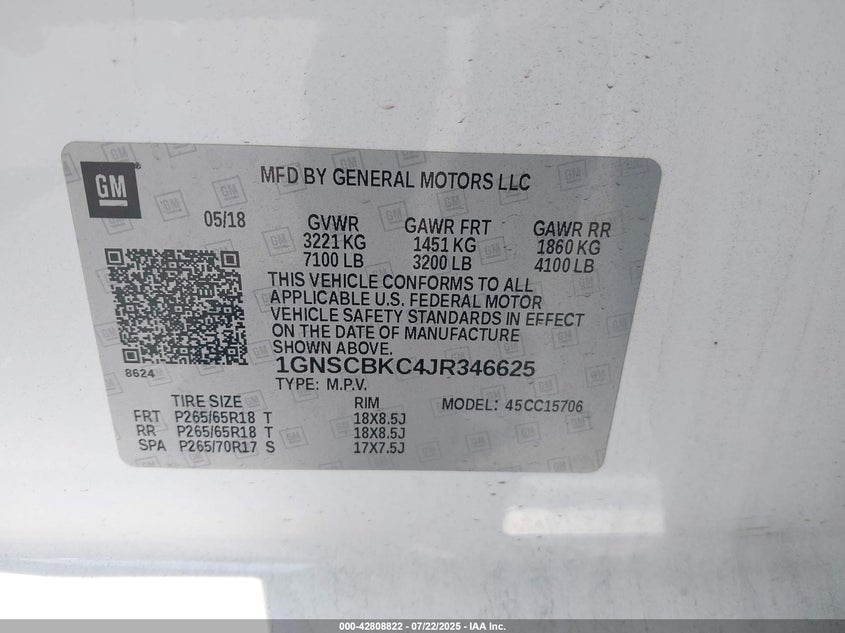 GM
MFD BY GENERAL MOTORS LLC
05/18
GVWR GAWR FRT GAWR RR
3221 KG 1451 KG 1860 KG
7100 LB 3200 LB 4100 LB
THIS VEHICLE CONFORMS TO ALL
APPLICABLE U.S. FEDERAL MOTOR
VEHICLE SAFETY STANDARDS IN EFFECT
ON THE DATE OF MANUFACTURE
SHOWN ABOVE.
8624
1GNSCBKC4JR346625
TYPE: M.P.V.
TIRE SIZE RIM MODEL: 45CC15706
FRT P265/65R18 T 18X8.5J
RR P265/65R18 T 18X8.5J
SPA P265/70R17 S 17X7.5J
000-42808822 - 07/22/2025 - IAA Inc.